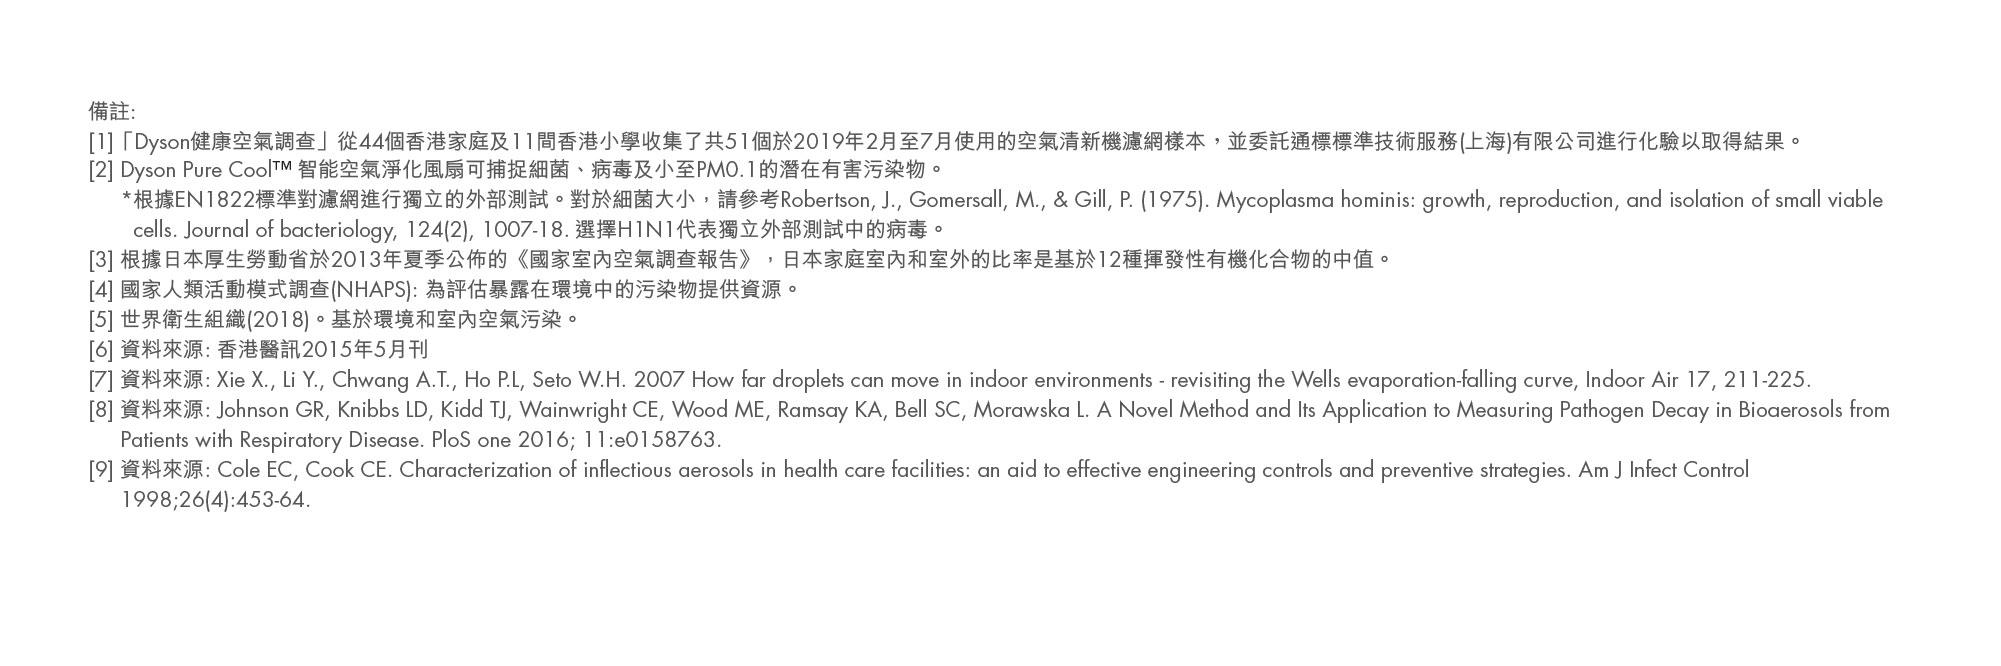 備註:
[1]「Dyson健康空氣調查」從44個香港家庭及11間香港小學收集了共51個於2019年2月至7月使用的空氣清新機濾網樣本，並委託通標標準技術服務(上海)有限公司進行化驗以取得結果。
[2] Dyson Pure Cool™ 智能空氣淨化風扇可捕捉細菌、病毒及小至PM0.1的潛在有害污染物。
*根據EN1822標準對濾網進行獨立的外部測試。對於細菌大小，請參考Robertson, J., Gomersall, M., & Gill, P. (1975). Mycoplasma hominis: growth, reproduction, and isolation of small viable
cells. Journal of bacteriology, 124(2), 1007-18. 選擇H1N1代表獨立外部測試中的病毒。
[3] 根據日本厚生勞動省於2013年夏季公佈的《國家室內空氣調查報告》，日本家庭室內和室外的比率是基於12種揮發性有機化合物的中值。
[4] 國家人類活動模式調查(NHAPS): 為評估暴露在環境中的污染物提供資源。
[5] 世界衛生組織(2018)。基於環境和室內空氣污染。
[6] 資料來源: 香港醫訊2015年5月刊
[7] 資料來源: Xie X., Li Y., Chwang A.T., Ho P.L, Seto W.H. 2007 How far droplets can move in indoor environments - revisiting the Wells evaporation-falling curve, Indoor Air 17, 211-225.
[8] 資料來源: Johnson GR, Knibbs LD, Kidd TJ, Wainwright CE, Wood ME, Ramsay KA, Bell SC, Morawska L. A Novel Method and Its Application to Measuring Pathogen Decay in Bioaerosols from
Patients with Respiratory Disease. PloS one 2016; 11:e0158763.
[9] 資料來源: Cole EC, Cook CE. Characterization of inflectious aerosols in health care facilities: an aid to effective engineering controls and preventive strategies. Am J Infect Control
1998;26(4):453-64.